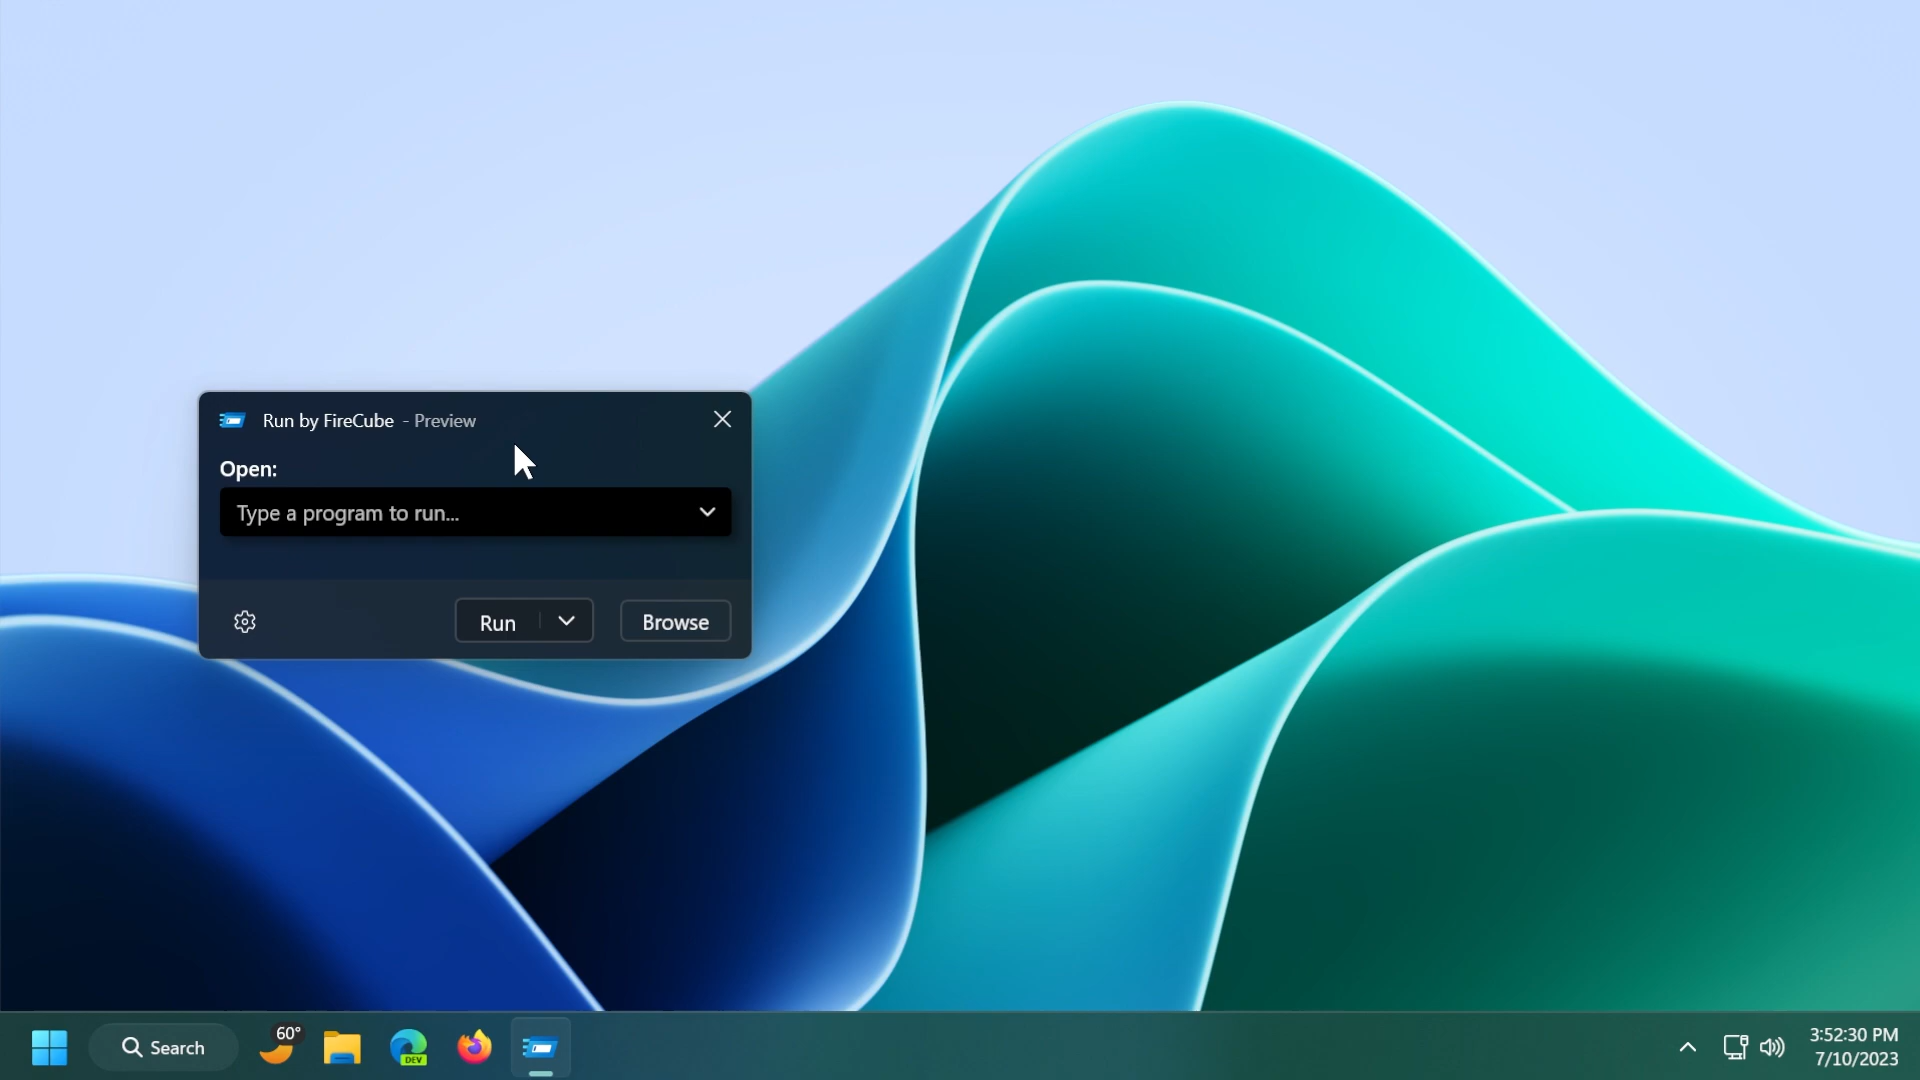 Run by FireCube - Preview
Open:
Type a program to run...
Run
Browse
Search
60°
DEV
3:52:30 PM
7/10/2023